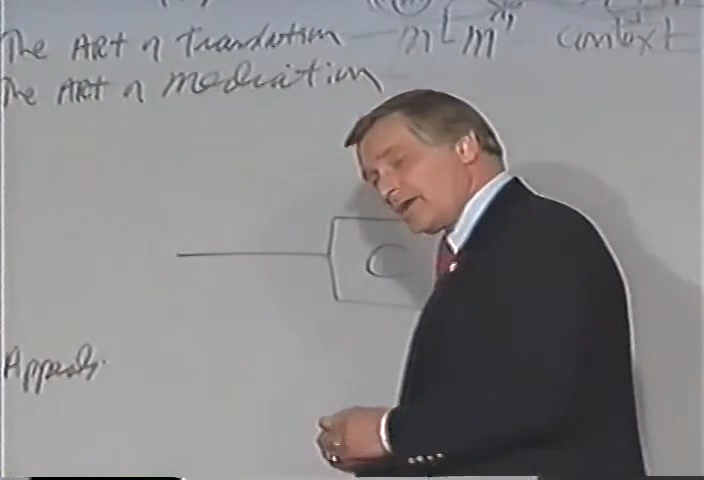 The ART of Translation — m [m" context
The ART of mediation
C
Appeals.